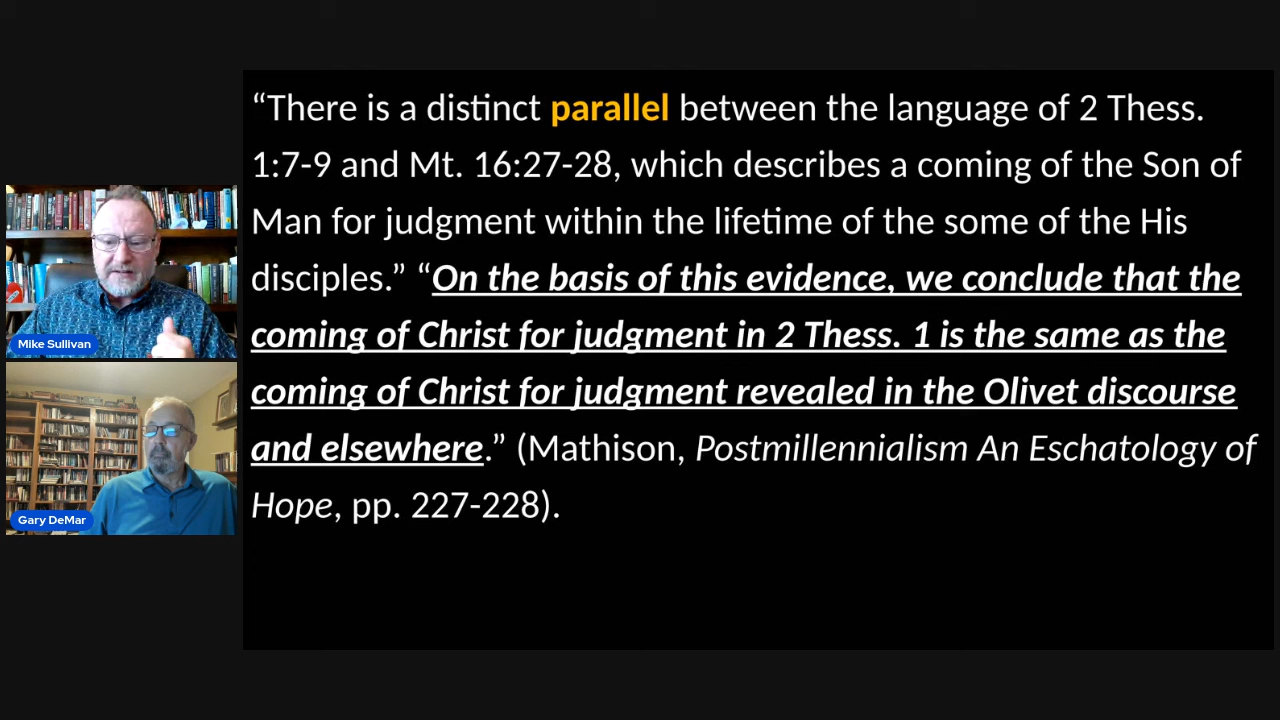 “There is a distinct parallel between the language of 2 Thess.
1:7-9 and Mt. 16:27-28, which describes a coming of the Son of
Man for judgment within the lifetime of the some of the His
disciples.” “On the basis of this evidence, we conclude that the
coming of Christ for judgment in 2 Thess. 1 is the same as the
coming of Christ for judgment revealed in the Olivet discourse
and elsewhere.” (Mathison, Postmillennialism An Eschatology of
Hope, pp. 227-228).
Mike Sullivan
Gary DeMar